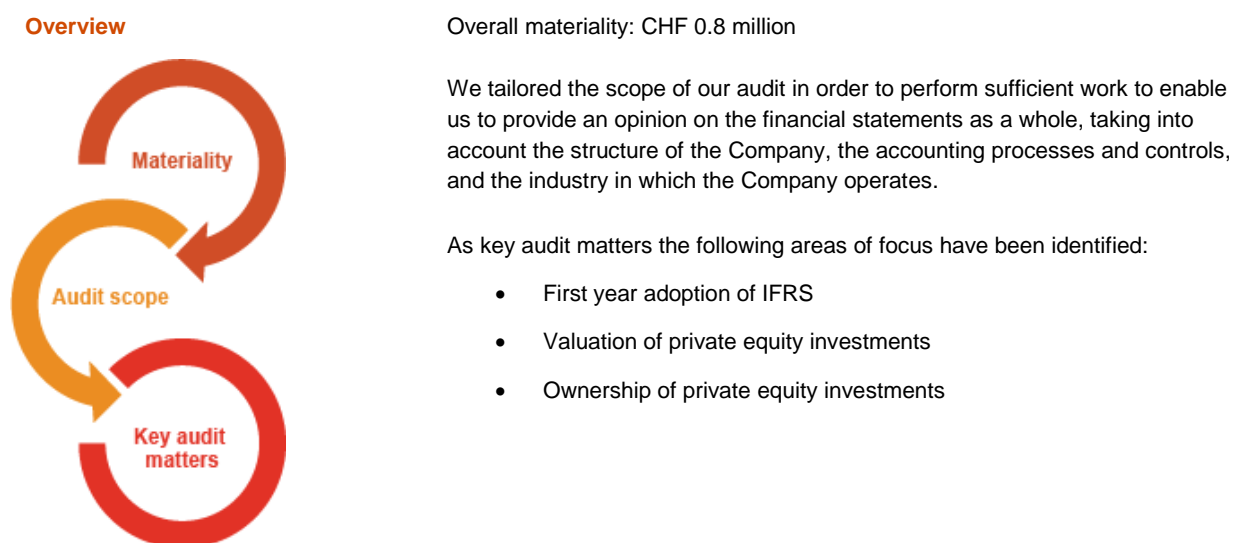 Overview
Materiality
Audit scope
Key audit
matters
Overall materiality: CHF 0.8 million
We tailored the scope of our audit in order to perform sufficient work to enable
us to provide an opinion on the financial statements as a whole, taking into
account the structure of the Company, the accounting processes and controls,
and the industry in which the Company operates.
As key audit matters the following areas of focus have been identified:
• First year adoption of IFRS
• Valuation of private equity investments
• Ownership of private equity investments